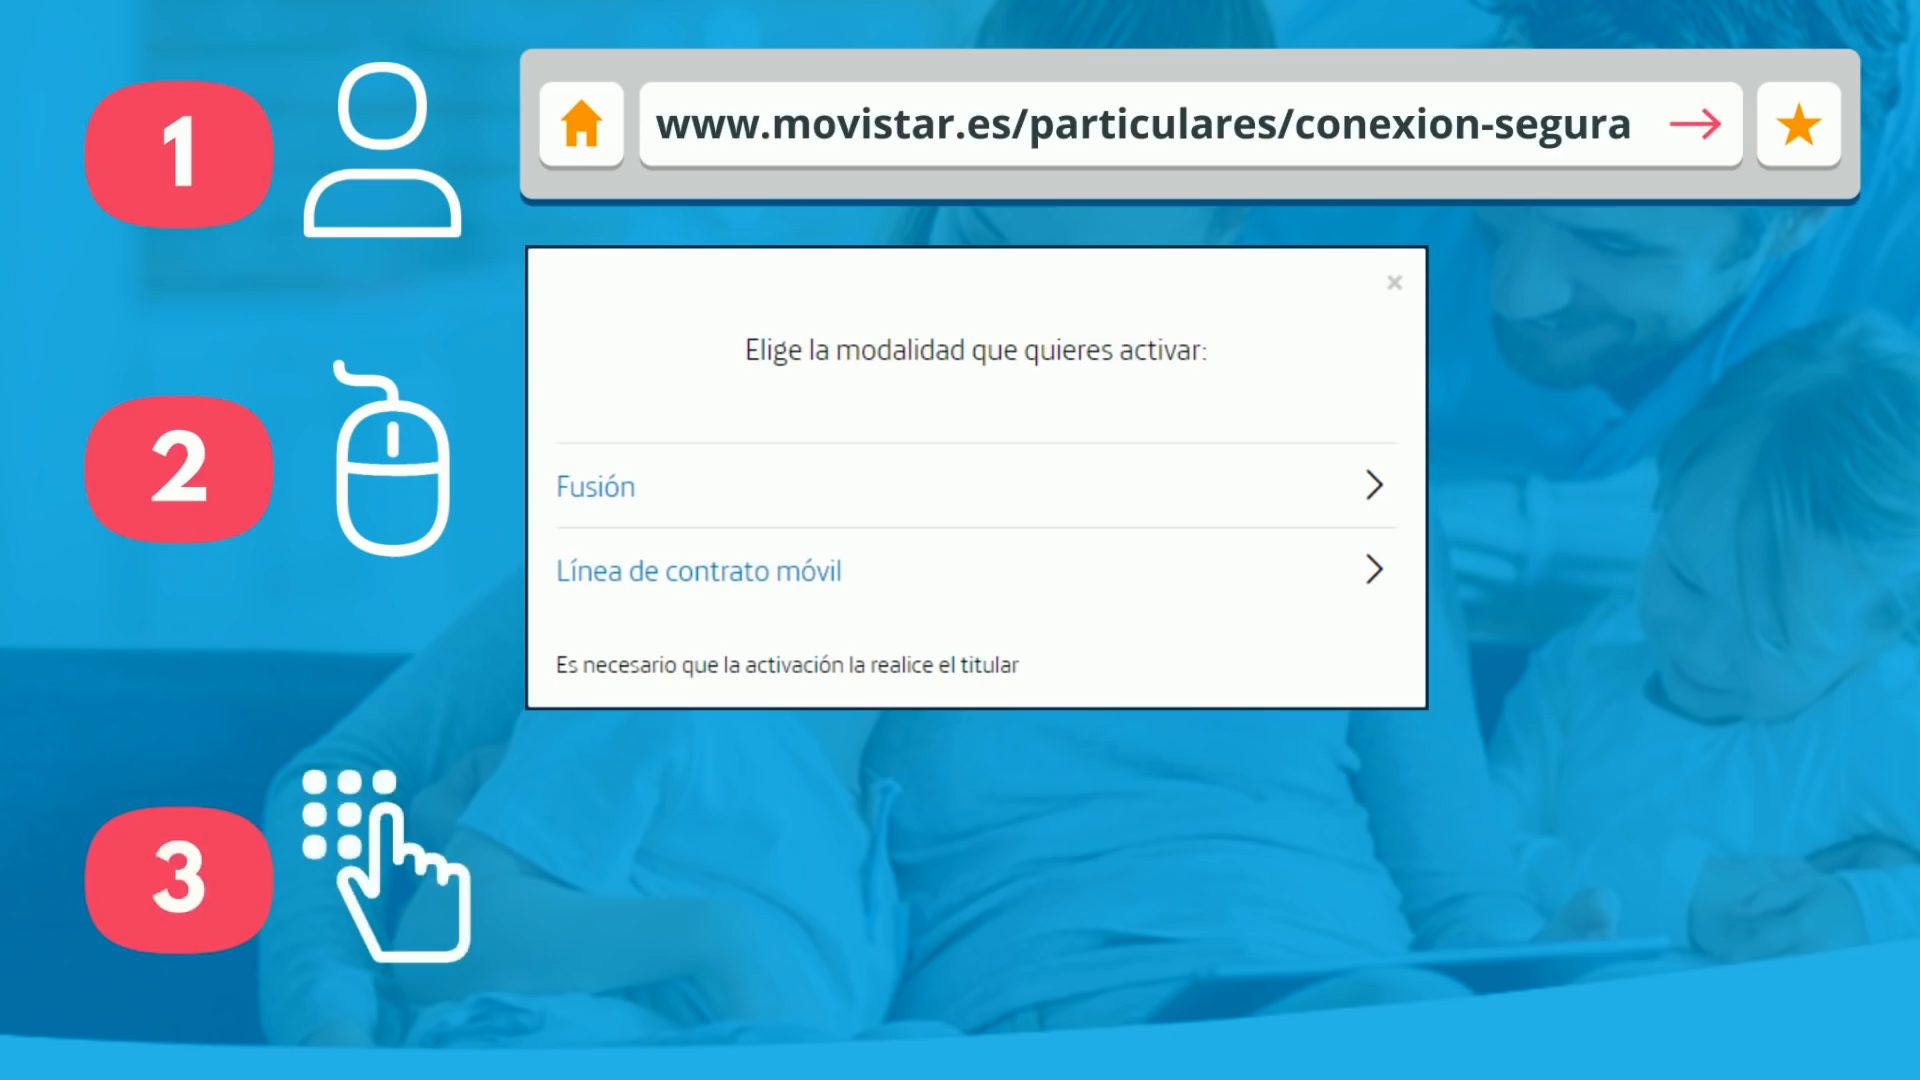 1
www.movistar.es/particulares/conexion-segura
Elige la modalidad que quieres activar:
2
Fusión
Línea de contrato móvil
Es necesario que la activación la realice el titular
3